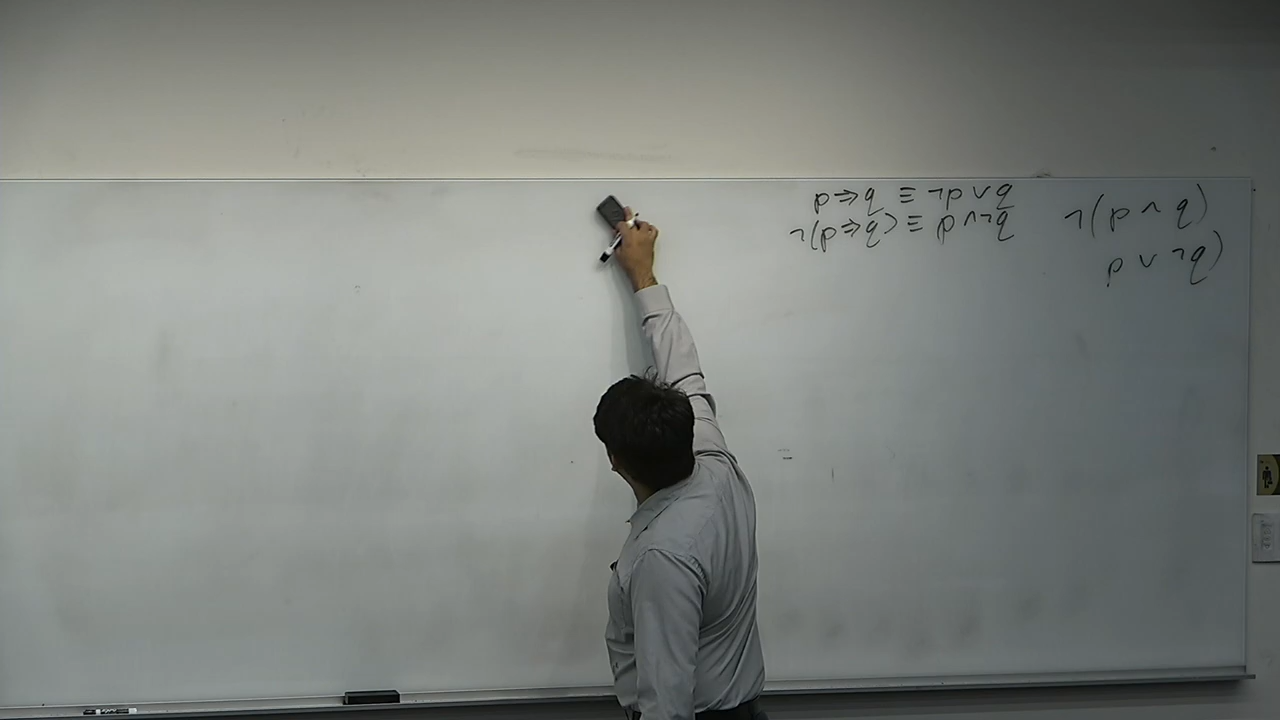 p⇒q ≡ ¬p∨q
¬(p⇒q) ≡ p∧¬q
¬(p ∧ q)
p ∨ ¬q)